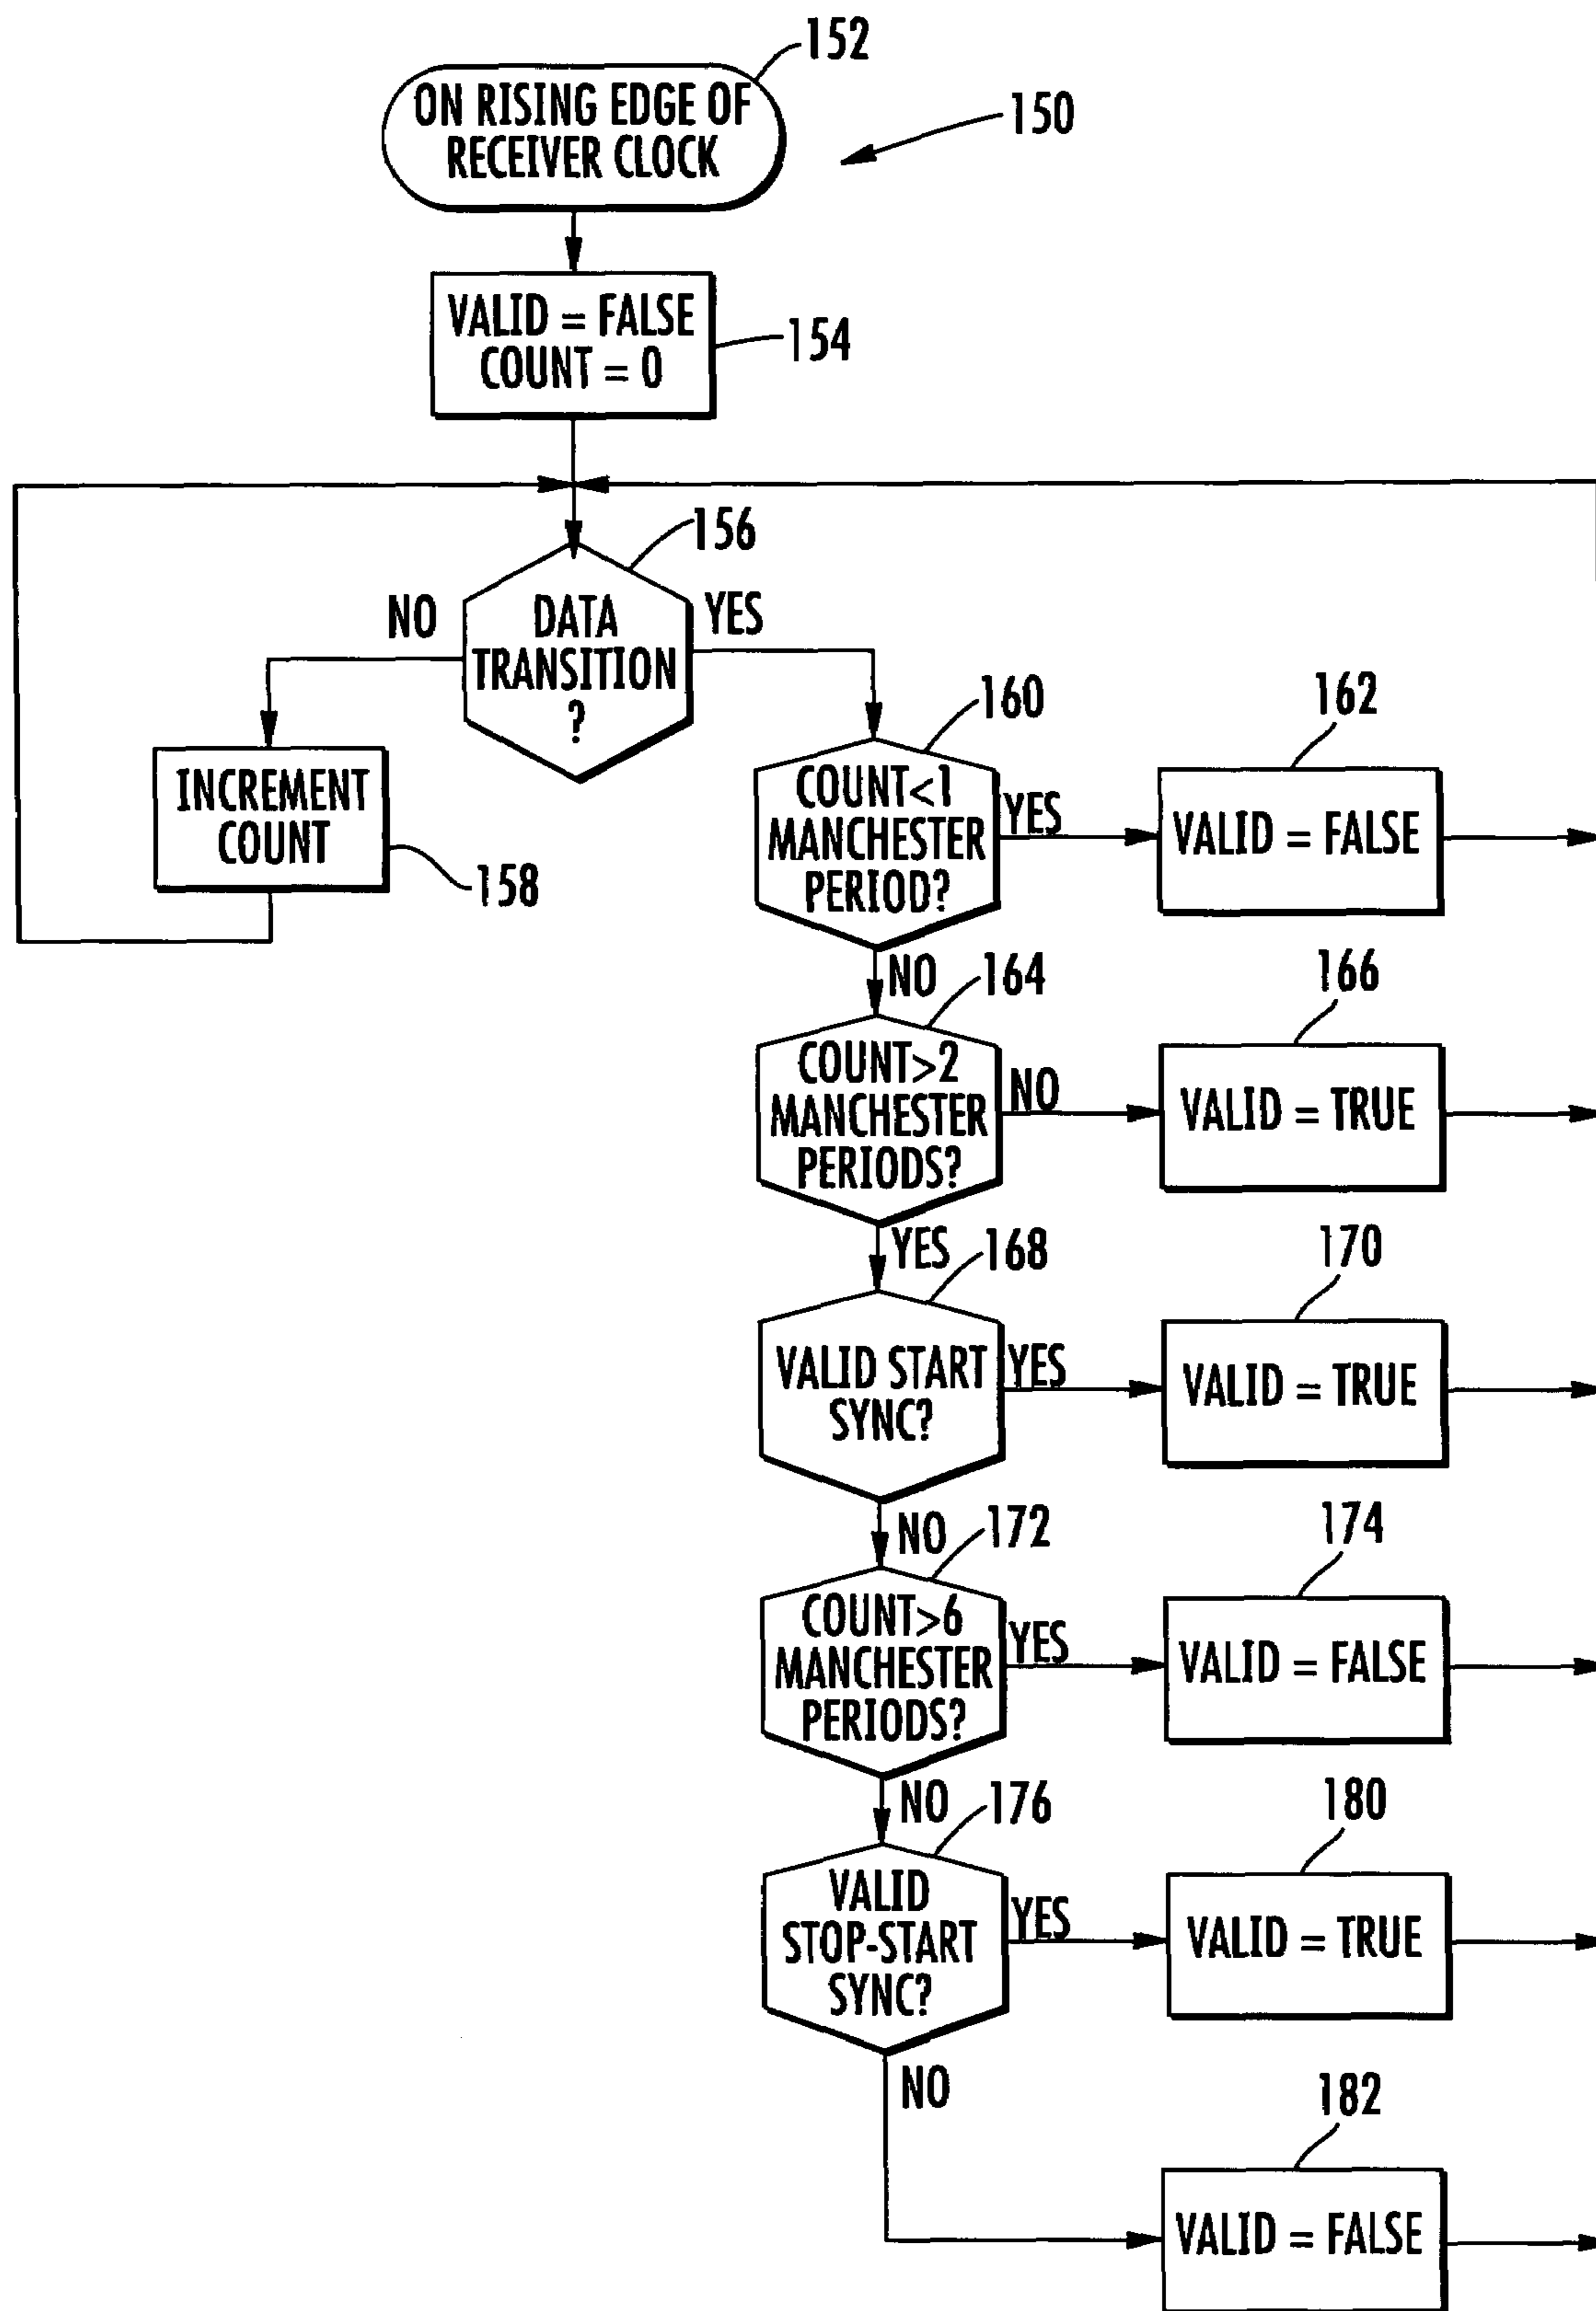 152
ON RISING EDGE OF
RECEIVER CLOCK
150
VALID = FALSE
COUNT = 0
154
156
NO
DATA
TRANSITION
?
YES
INCREMENT
COUNT
158
160
COUNT<1
MANCHESTER
PERIOD?
YES
162
VALID = FALSE
NO
164
COUNT>2
MANCHESTER
PERIODS?
NO
166
VALID = TRUE
YES
168
VALID START
SYNC?
YES
170
VALID = TRUE
NO
172
COUNT>6
MANCHESTER
PERIODS?
YES
174
VALID = FALSE
NO
176
VALID
STOP-START
SYNC?
YES
180
VALID = TRUE
NO
182
VALID = FALSE